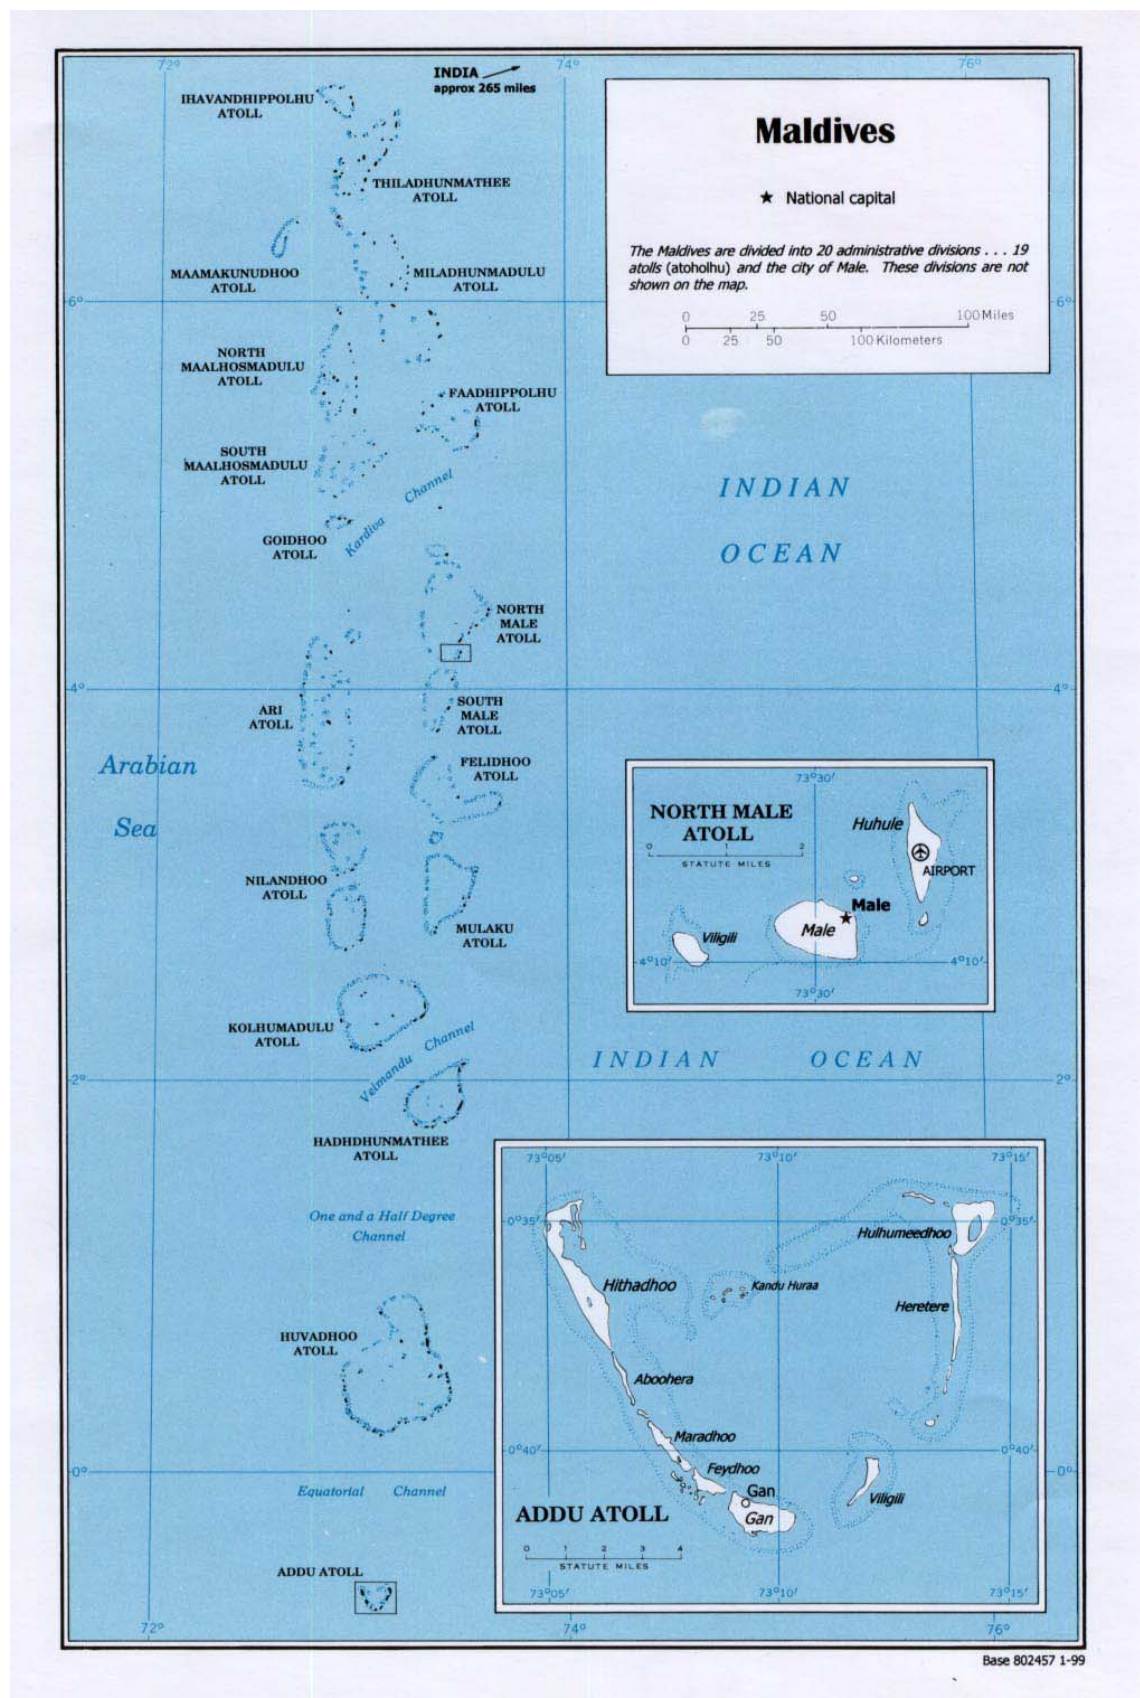 72°
74°
76°
INDIA
approx 265 miles
IHAVANDHIPPOLHU
ATOLL
THILADHUNMATHEE
ATOLL
MAAMAKUNUDHOO
ATOLL
MILADHUNMADULU
ATOLL
6°
6°
NORTH
MAALHOSMADULU
ATOLL
FAADHIPPOLHU
ATOLL
SOUTH
MAALHOSMADULU
ATOLL
Kardiva Channel
GOIDHOO
ATOLL
NORTH
MALE
ATOLL
4°
4°
ARI
ATOLL
SOUTH
MALE
ATOLL
FELIDHOO
ATOLL
Arabian
Sea
NILANDHOO
ATOLL
MULAKU
ATOLL
KOLHUMADULU
ATOLL
Veimandu Channel
2°
2°
HADHDHUNMATHEE
ATOLL
One and a Half Degree
Channel
HUVADHOO
ATOLL
0°
0°
Equatorial Channel
ADDU ATOLL
72°
74°
76°
Maldives
★ National capital
The Maldives are divided into 20 administrative divisions . . . 19
atolls (atoholhu) and the city of Male. These divisions are not
shown on the map.
0 25 50 100 Miles
0 25 50 100 Kilometers
INDIAN
OCEAN
73°30'
NORTH MALE
ATOLL
0 1 2
STATUTE MILES
Huhule
AIRPORT
Male
Male
Viligili
4°10'
4°10'
73°30'
INDIAN OCEAN
73°05'
73°10'
73°15'
0°35'
0°35'
Hulhumeedhoo
Hithadhoo
Kandu Huraa
Heretere
Aboohera
Maradhoo
0°40'
0°40'
Feydhoo
Gan
Gan
Viligili
ADDU ATOLL
0 1 2 3 4
STATUTE MILES
73°05'
73°10'
73°15'
Base 802457 1-99